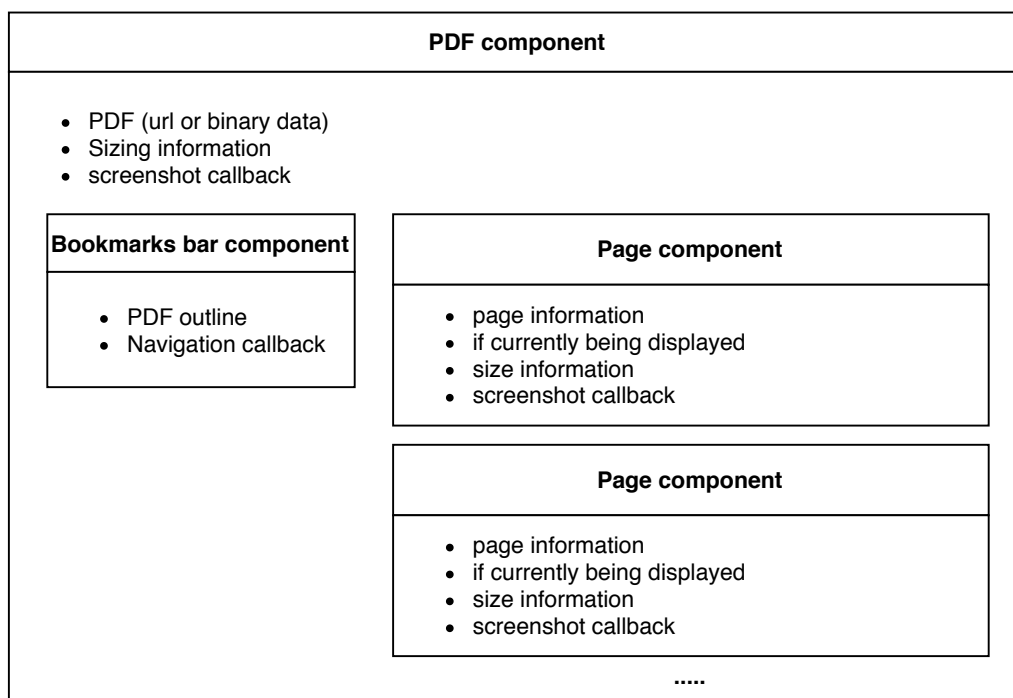 PDF component
• PDF (url or binary data)
• Sizing information
• screenshot callback
Bookmarks bar component
• PDF outline
• Navigation callback
Page component
• page information
• if currently being displayed
• size information
• screenshot callback
Page component
• page information
• if currently being displayed
• size information
• screenshot callback
.....